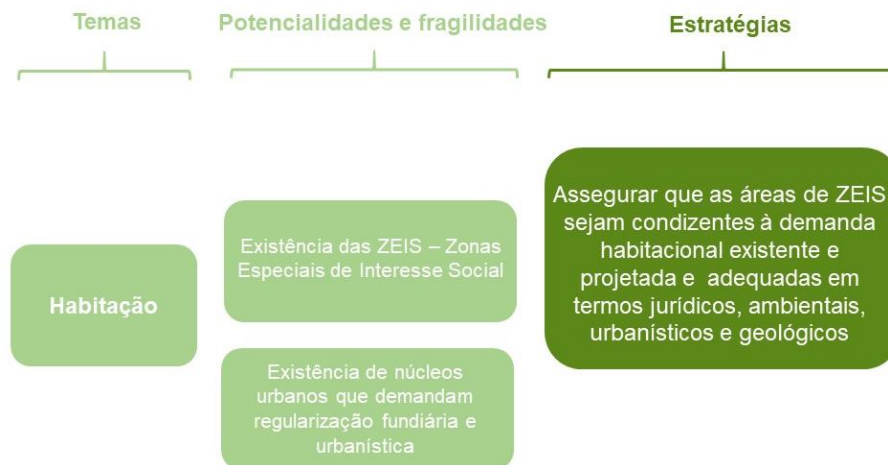 Temas
Potencialidades e fragilidades
Estratégias
Habitação
Existência das ZEIS – Zonas
Especiais de Interesse Social
Existência de núcleos
urbanos que demandam
regularização fundiária e
urbanística
Assegurar que as áreas de ZEIS
sejam condizentes à demanda
habitacional existente e
projetada e adequadas em
termos jurídicos, ambientais,
urbanísticos e geológicos